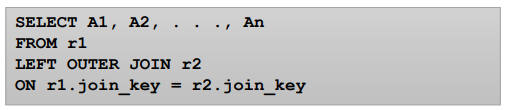 SELECT A1, A2, . . ., An
FROM r1
LEFT OUTER JOIN r2
ON r1.join_key = r2.join_key